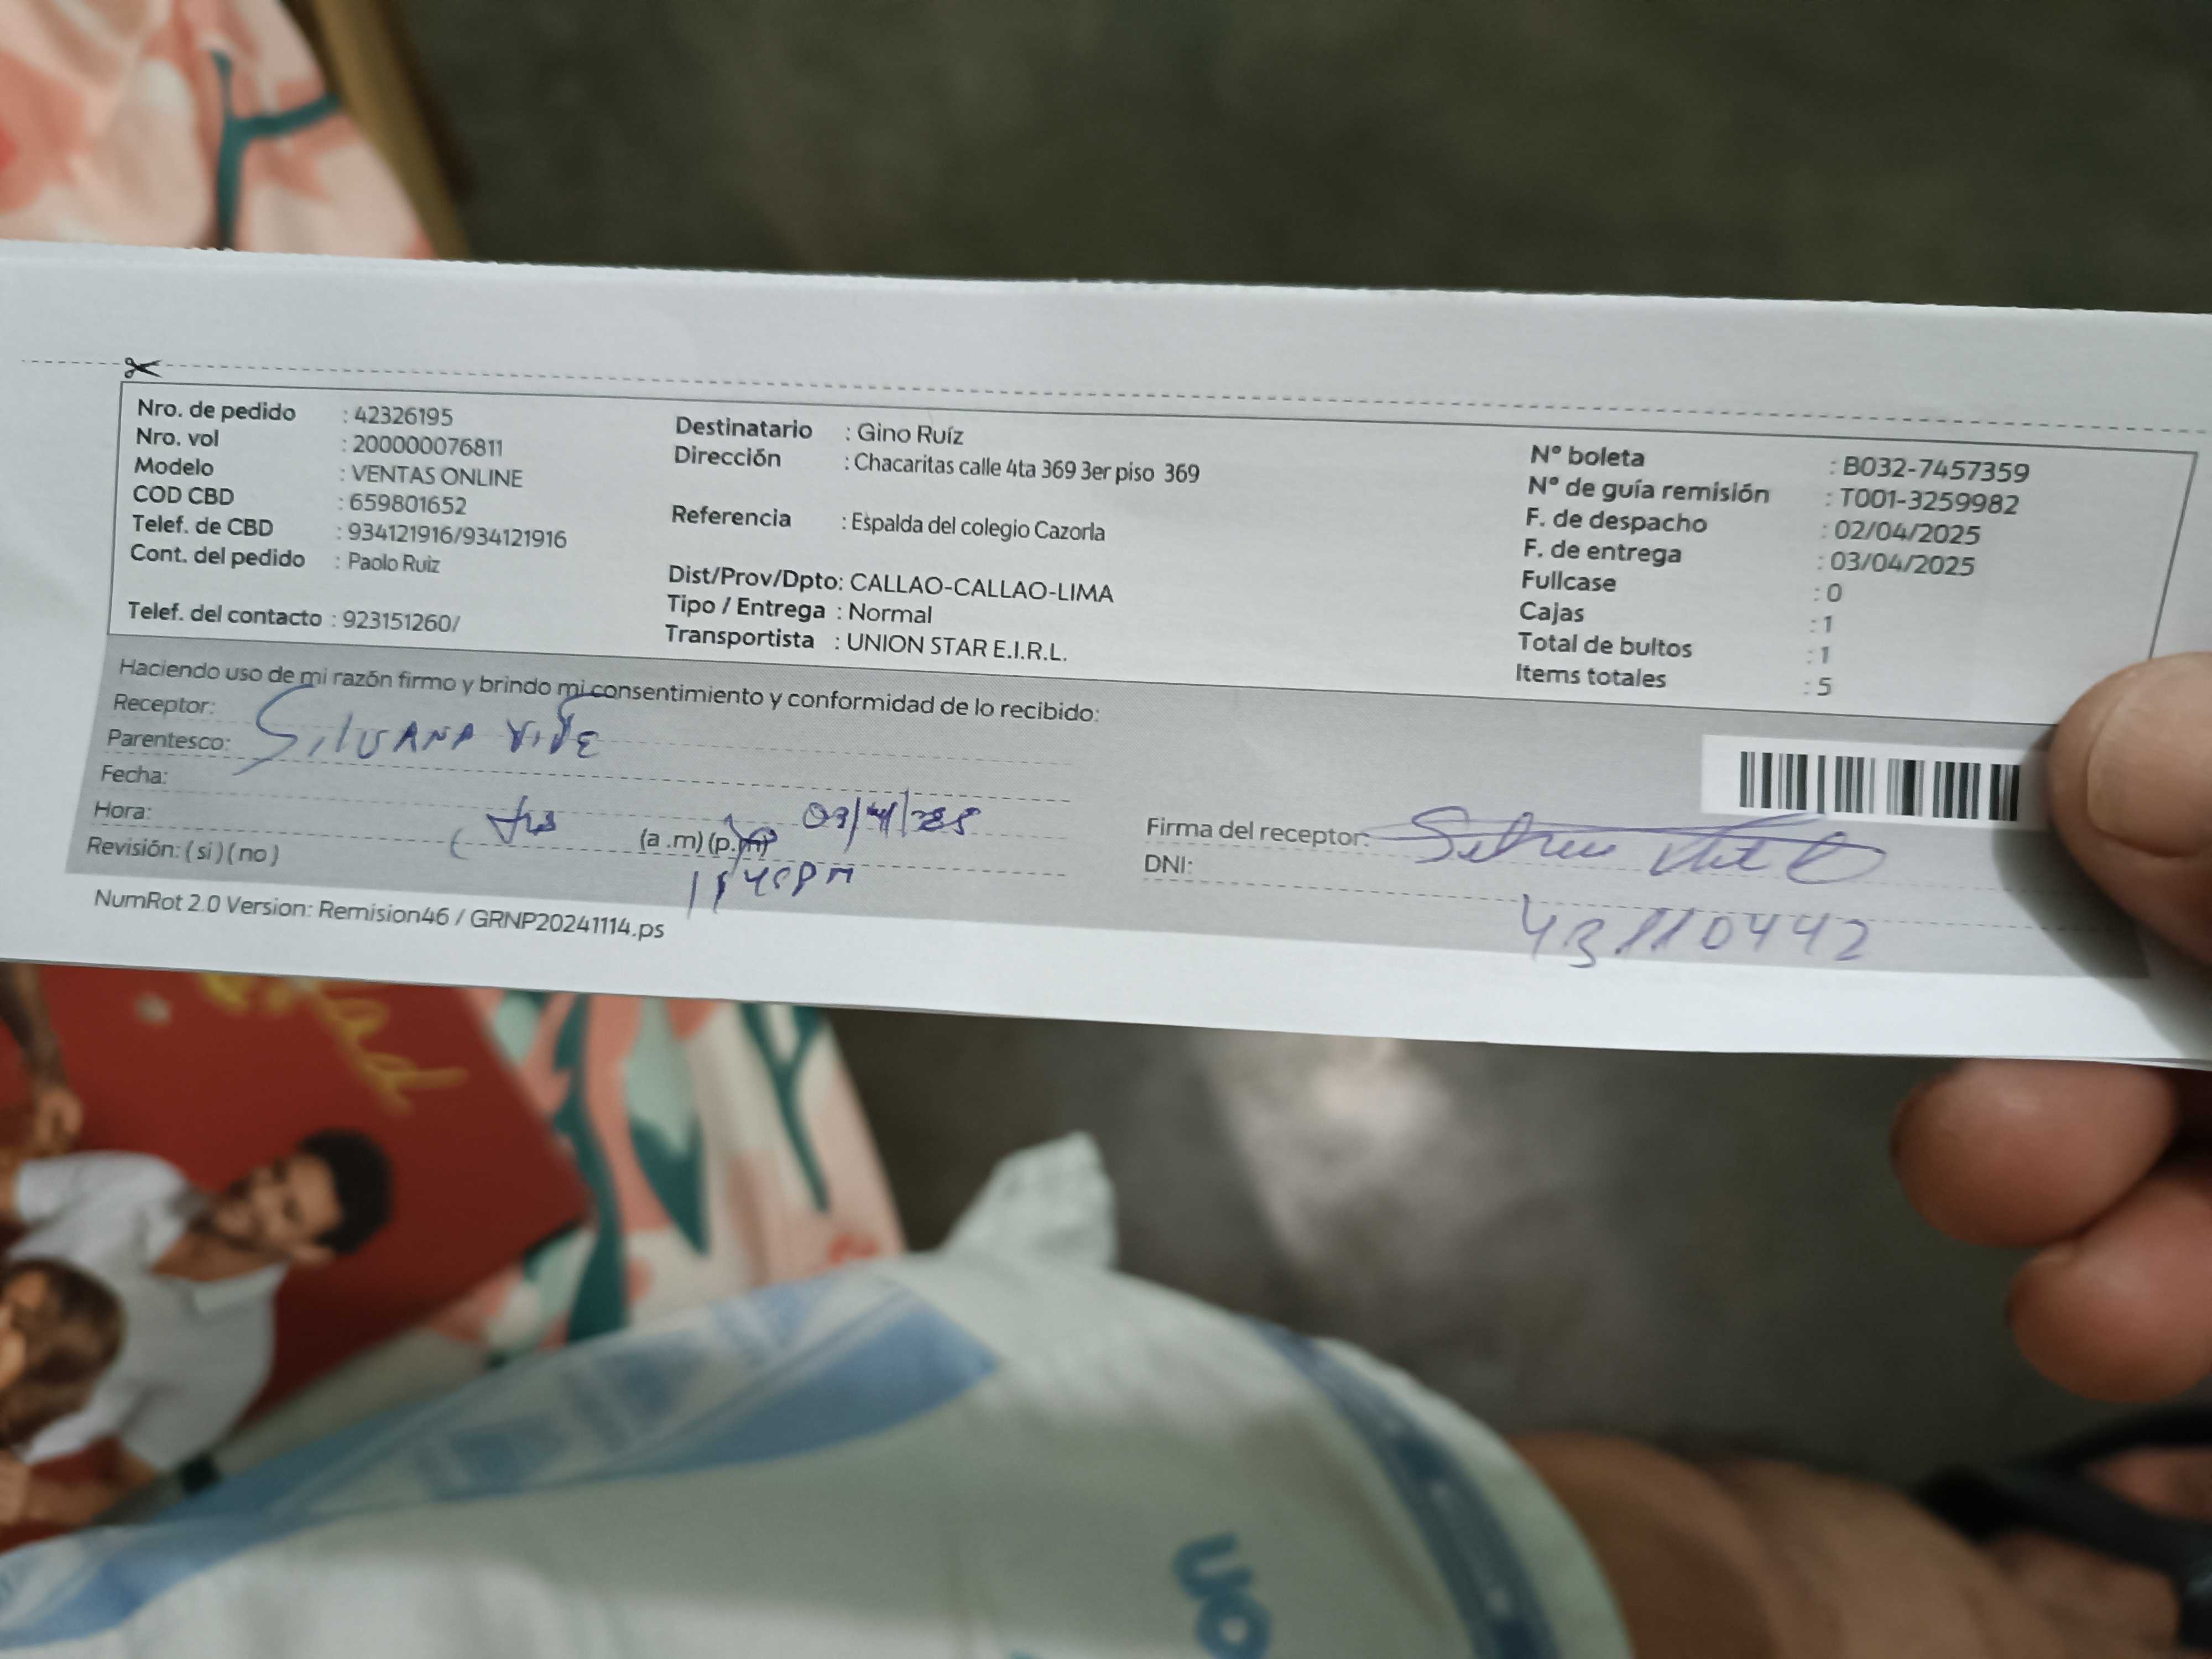 Nro. de pedido : 42326195
Nro. vol : 200000076811
Modelo : VENTAS ONLINE
COD CBD : 659801652
Telef. de CBD : 934121916/934121916
Cont. del pedido : Paolo Ruiz
Telef. del contacto : 923151260/
Destinatario : Gino Ruíz
Dirección : Chacaritas calle 4ta 369 3er piso 369
Referencia : Espalda del colegio Cazorla
Dist/Prov/Dpto: CALLAO-CALLAO-LIMA
Tipo / Entrega : Normal
Transportista : UNION STAR E.I.R.L.
N° boleta : B032-7457359
N° de guía remisión : T001-3259982
F. de despacho : 02/04/2025
F. de entrega : 03/04/2025
Fullcase : 0
Cajas : 1
Total de bultos : 1
Items totales : 5
Haciendo uso de mi razón firmo y brindo mi consentimiento y conformidad de lo recibido:
Receptor: SILVANA
Parentesco:
Fecha:
Hora: (a .m) (p.m)
Revisión: ( si ) ( no )
Firma del receptor:
DNI: 43110442
NumRot 2.0 Version: Remision46 / GRNP20241114.ps